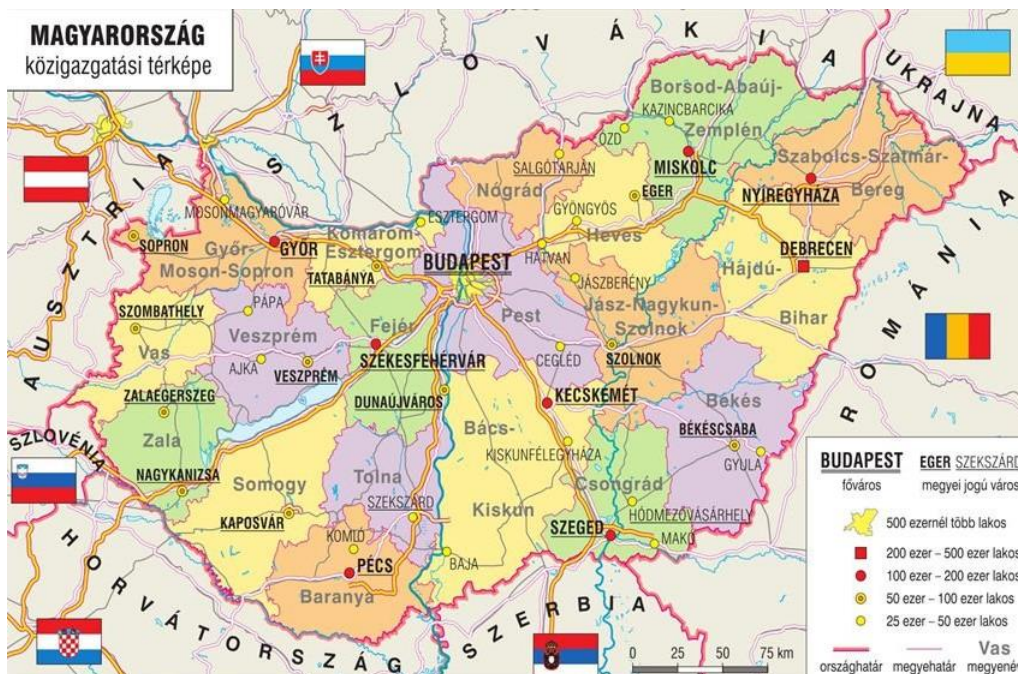 MAGYARORSZÁG
közigazgatási térképe
SZLOVÁKIA
UKRAJNA
AUSZTRIA
ROMÁNIA
SZLOVÉNIA
HORVÁTORSZÁG
SZERBIA
Borsod-Abaúj-
KAZINCBARCIKA
ÓZD
Zemplén
SALGÓTARJÁN
MISKOLC
Szabolcs-Szatmár-
Bereg
NYÍREGYHÁZA
Nógrád
EGER
MOSONMAGYARÓVÁR
ESZTERGOM
GYÖNGYÖS
Heves
SOPRON
Győr-
Moson-Sopron
GYŐR
Komárom-
Esztergom
TATABÁNYA
BUDAPEST
HATVAN
DEBRECEN
Hajdú-
Bihar
JÁSZBERÉNY
Jász-Nagykun-
Szolnok
PÁPA
SZOMBATHELY
Vas
Veszprém
Fejér
Pest
AJKA
VESZPRÉM
SZÉKESFEHÉRVÁR
CEGLÉD
SZOLNOK
ZALAEGERSZEG
DUNAÚJVÁROS
KECSKEMÉT
Békés
Zala
Bács-
Kiskun
BÉKÉSCSABA
GYULA
KISKUNFÉLEGYHÁZA
NAGYKANIZSA
Somogy
Tolna
SZEKSZÁRD
Csongrád
HÓDMEZŐVÁSÁRHELY
KAPOSVÁR
SZEGED
MAKÓ
KOMLÓ
PÉCS
BAJA
Baranya
BUDAPEST EGER SZEKSZÁRD
főváros megyei jogú város
500 ezernél több lakos
200 ezer – 500 ezer lakos
100 ezer – 200 ezer lakos
50 ezer – 100 ezer lakos
25 ezer – 50 ezer lakos
Vas
országhatár megyehatár megyenév
0 25 50 75 km